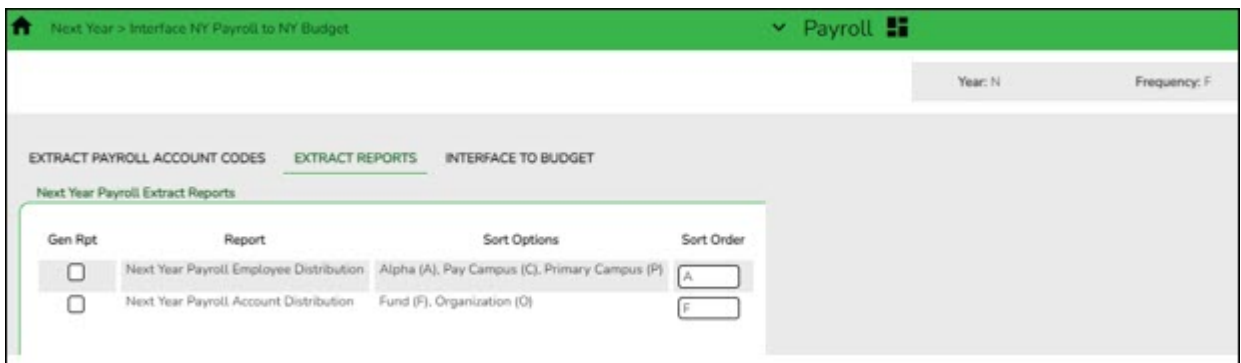 Next Year > Interface NY Payroll to NY Budget
Payroll
Year: N Frequency: F
EXTRACT PAYROLL ACCOUNT CODES EXTRACT REPORTS INTERFACE TO BUDGET
Next Year Payroll Extract Reports
Gen Rpt Report Sort Options Sort Order
Next Year Payroll Employee Distribution Alpha (A), Pay Campus (C), Primary Campus (P) A
Next Year Payroll Account Distribution Fund (F), Organization (O) F